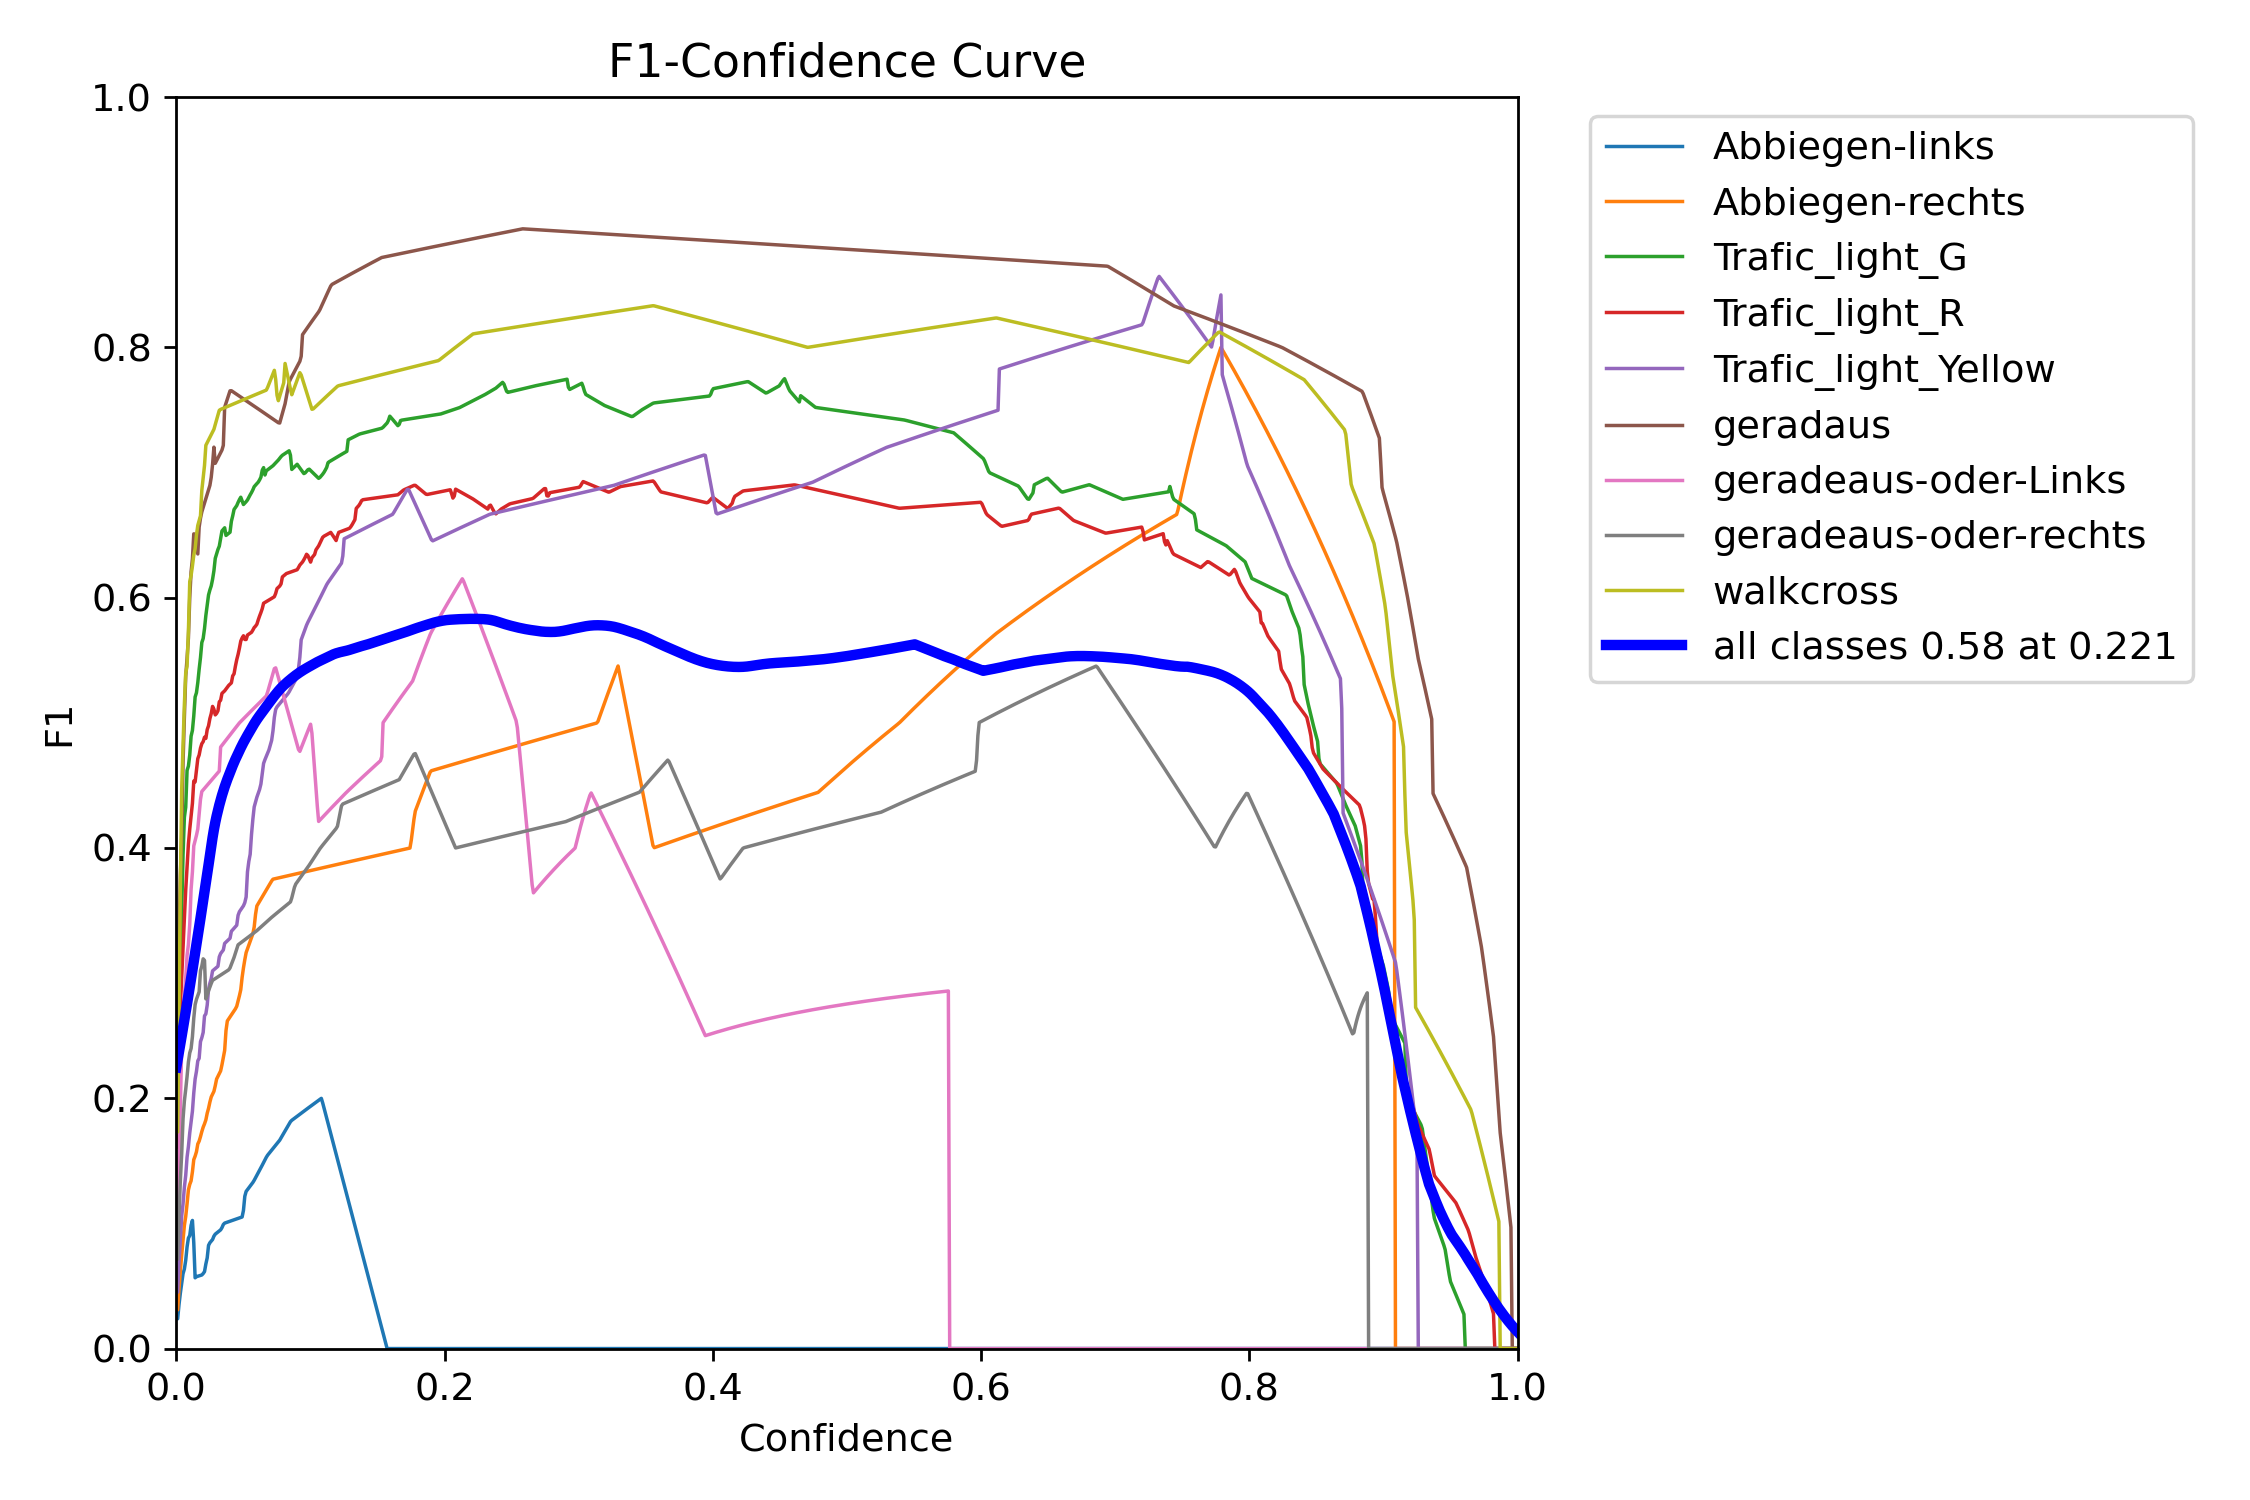 F1-Confidence Curve
1.0
0.8
0.6
0.4
0.2
0.0
F1
0.0 0.2 0.4 0.6 0.8 1.0
Confidence
Abbiegen-links
Abbiegen-rechts
Trafic_light_G
Trafic_light_R
Trafic_light_Yellow
geradaus
geradeaus-oder-Links
geradeaus-oder-rechts
walkcross
all classes 0.58 at 0.221